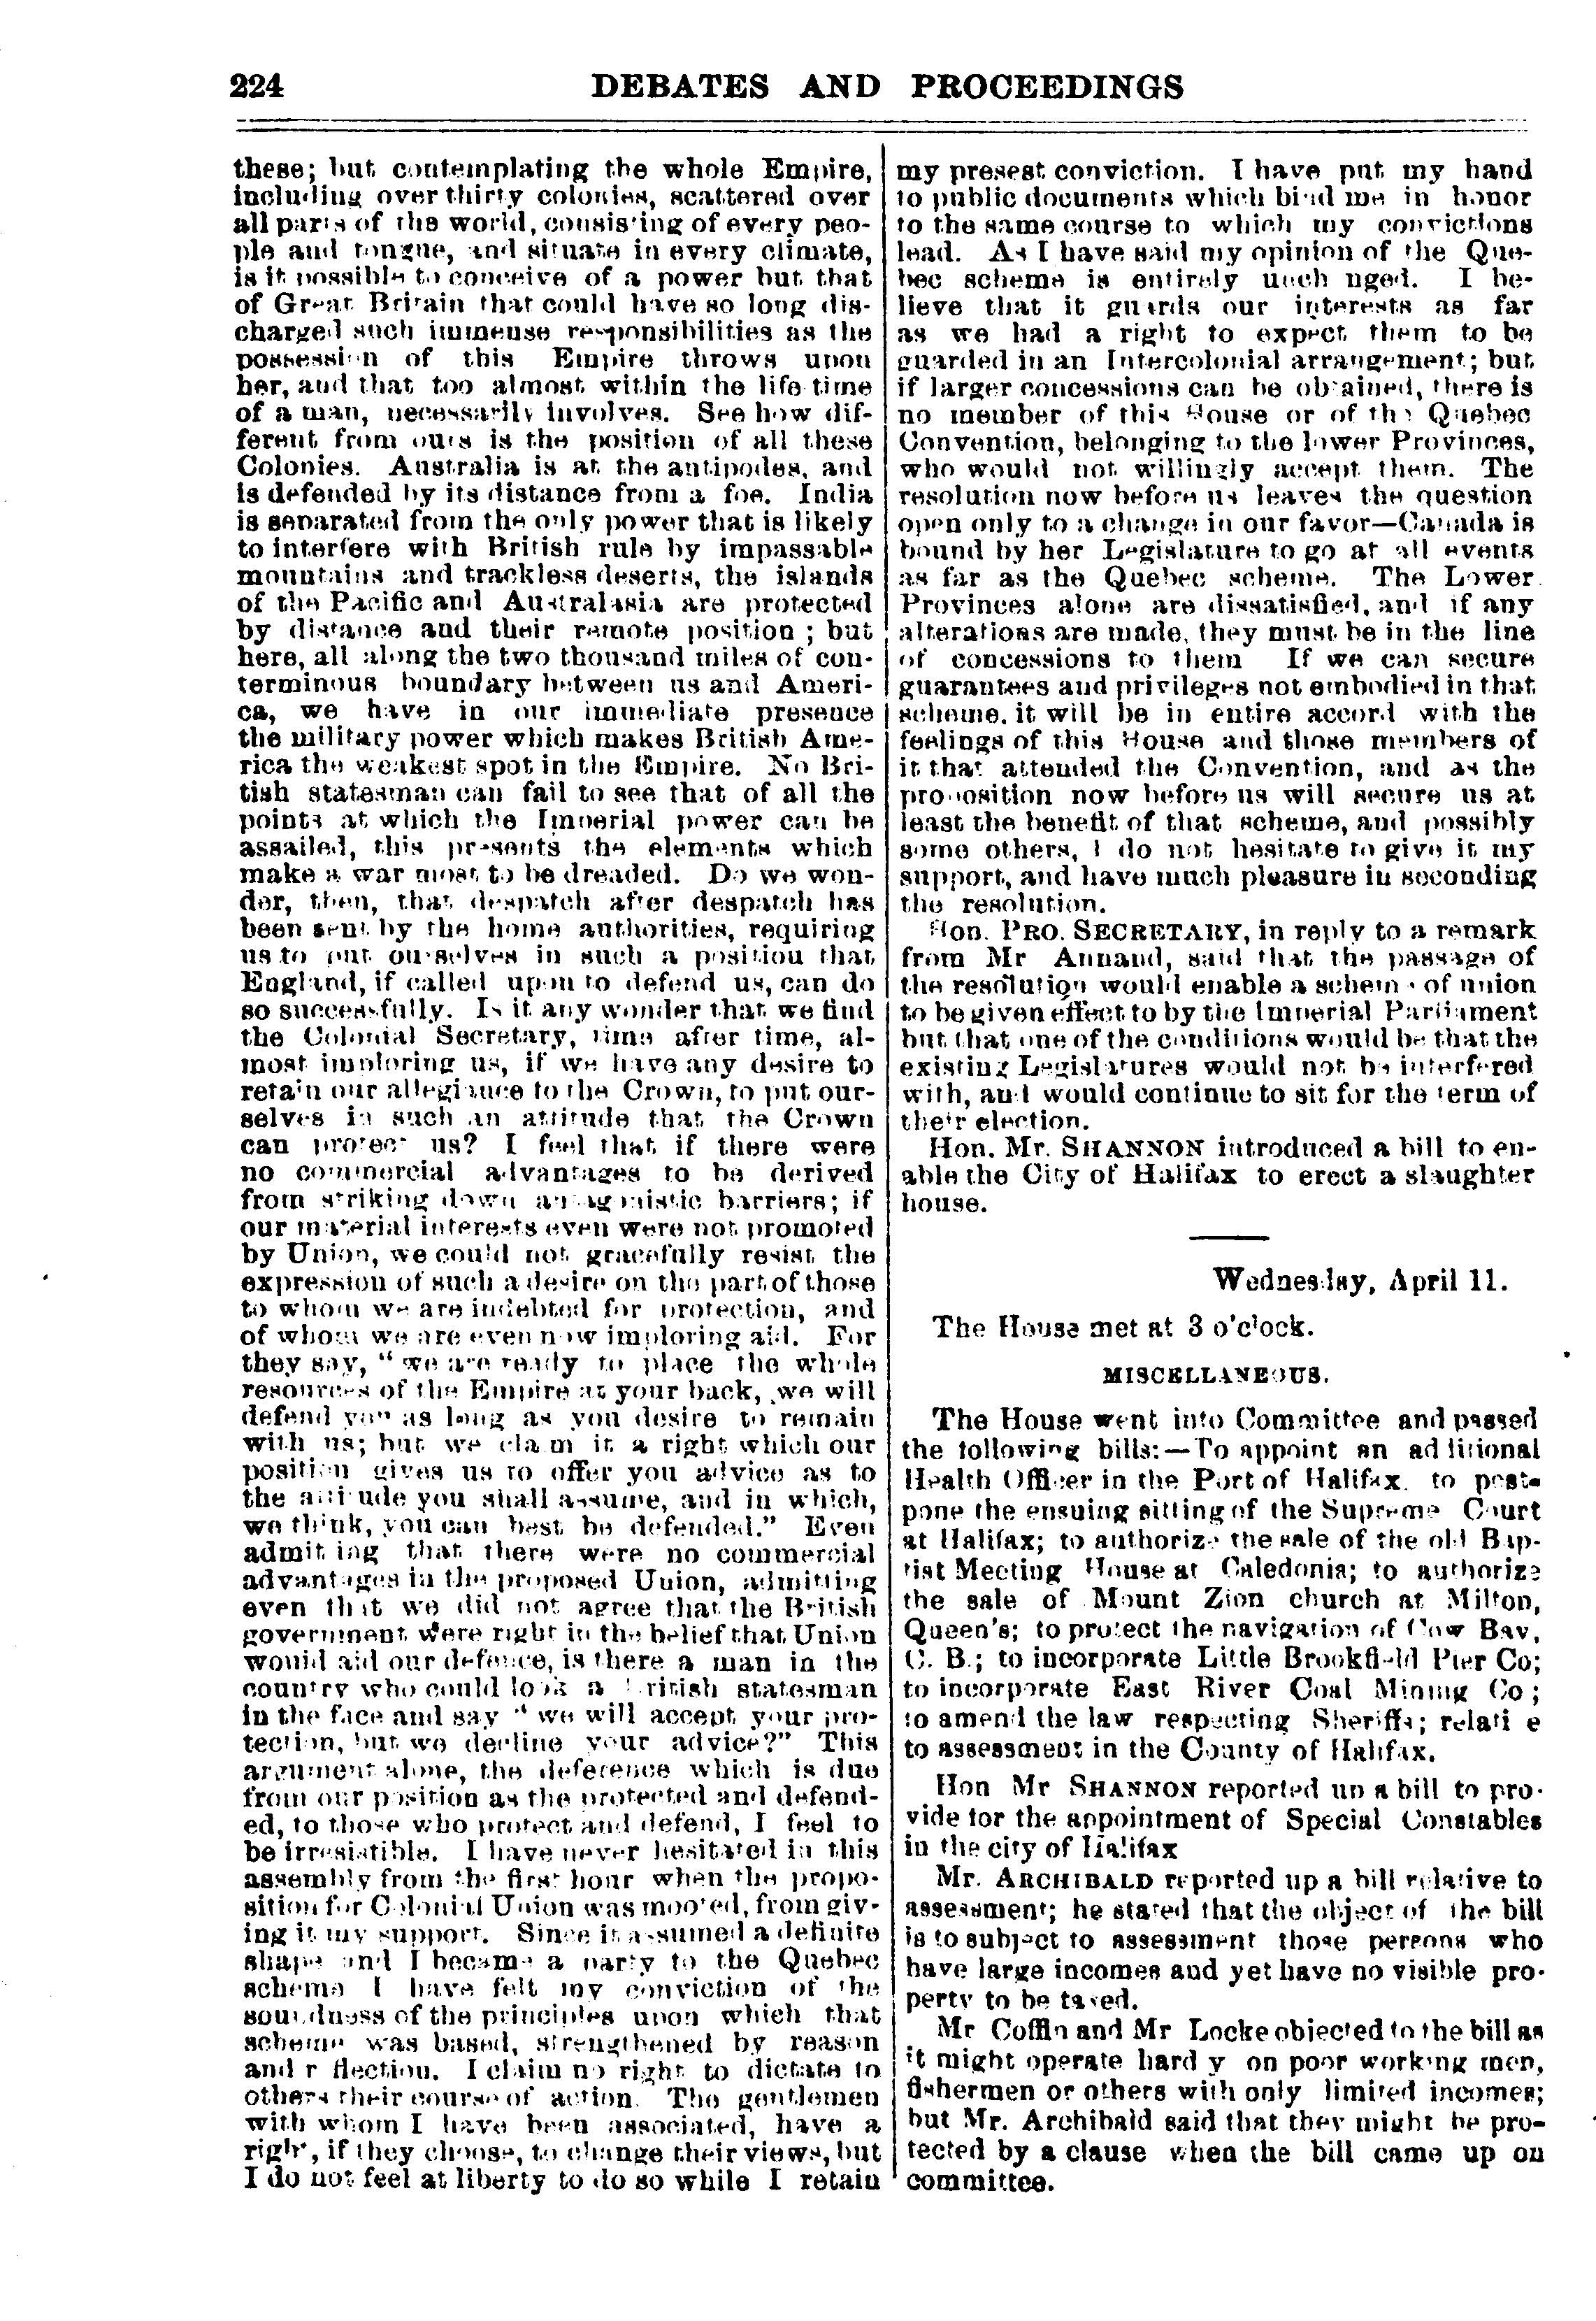 224 DEBATES AND PROCEEDINGS
these; but contemplating the whole Empire,
including over thirty colonies, scattered over
all parts of the world, consisting of every peo-
ple and tongue, and situate in every climate,
is it possible to conceive of a power but that
of Great Britain that could have so long dis-
charged such immense responsibilities as the
possession of this Empire throws upon
her, and that too almost within the life time
of a man, necessarily involves. See how dif-
ferent from ours is the position of all these
Colonies. Australia is at the antipodes, and
is defended by its distance from a foe. India
is separated from the only power that is likely
to interfere with British rule by impassable
mountains and trackless deserts, the islands
of the Pacific and Australasia are protected
by distance and their remote position ; but
here, all along the two thousand miles of con-
terminous boundary between us and Ameri-
ca, we have in our immediate presence
the military power which makes British Ame-
rica the weakest spot in the Empire. No Bri-
tish statesman can fail to see that of all the
points at which the Imperial power can be
assailed, this presents the elements which
make a war most to be dreaded. Do we won-
der, then, that despatch after despatch has
been sent by the home authorities, requiring
us to put ourselves in such a position that
England, if called upon to defend us, can do
so successfully. Is it any wonder that we find
the Colonial Secretary, time after time, al-
most imploring us, if we have any desire to
retain our allegiance to the Crown, to put our-
selves in such an attitude that the Crown
can protect us? I feel that if there were
no commercial advantages to be derived
from striking down antagonistic barriers; if
our material interests even were not promoted
by Union, we could not gracefully resist the
expression of such a desire on the part of those
to whom we are indebted for protection, and
of whom we are even now imploring aid. For
they say, " we are ready to place the whole
resources of the Empire at your back, we will
defend you as long as you desire to remain
with us; but we claim it a right which our
position gives us to offer you advice as to
the attitude you shall assume, and in which,
we think, you can best be defended." Even
admitting that there were no commercial
advantages in the proposed Union, admitting
even that we did not agree that the British
government were right in the belief that Union
would aid our defence, is there a man in the
country who could look a British statesman
in the face and say " we will accept your pro-
tection, but we decline your advice?" This
argument alone, the deference which is due
from our position as the protected and defend-
ed, to those who protect and defend, I feel to
be irresistible. I have never hesitated in this
assembly from the first hour when the propo-
sition for Colonial Union was mooted, from giv-
ing it my support. Since it assumed a definite
shape and I became a party to the Quebec
scheme I have felt my conviction of the
soundness of the principles upon which that
scheme was based, strengthened by reason
and reflection. I claim no right to dictate to
others their course of action. The gentlemen
with whom I have been associated, have a
right, if they choose, to change their views, but
I do not feel at liberty to do so while I retain
my presest conviction. I have put my hand
to public documents which bind me in honor
to the same course to which my convictions
lead. As I have said my opinion of the Que-
bec scheme is entirely unchanged. I be-
lieve that it guards our interests as far
as we had a right to expect them to be
guarded in an Intercolonial arrangement; but
if larger concessions can be obtained, there is
no member of this House or of the Quebec
Convention, belonging to the lower Provinces,
who would not willingly accept them. The
resolution now before us leaves the question
open only to a change in our favor—Canada is
bound by her Legislature to go at all events
as far as the Quebec scheme. The Lower
Provinces alone are dissatisfied, and if any
alterations are made, they must be in the line
of concessions to them If we can secure
guarantees and privileges not embodied in that
scheme, it will be in entire accord with the
feelings of this House and those members of
it that attended the Convention, and as the
proposition now before us will secure us at
least the benefit of that scheme, and possibly
some others, I do not hesitate to give it my
support, and have much pleasure in seconding
the resolution.
Hon. PRO. SECRETARY, in reply to a remark
from Mr Annand, said that the passage of
the resolution would enable a scheme of union
to be given effect to by the Imperial Parliament
but that one of the conditions would be that the
existing Legislatures would not be interfered
with, and would continue to sit for the term of
their election.
Hon. Mr. SHANNON introduced a bill to en-
able the City of Halifax to erect a slaughter
house.
Wednesday, April 11.
The House met at 3 o'clock.
MISCELLANEOUS.
The House went into Committee and passed
the following bills:—To appoint an additional
Health Officer in the Port of Halifax, to post-
pone the ensuing sitting of the Supreme Court
at Halifax; to authorize the sale of the old Bap-
tist Meeting House at Caledonia; to authorize
the sale of Mount Zion church at Milton,
Queen's; to protect the navigation of Cow Bay,
C. B.; to incorporate Little Brookfield Pier Co;
to incorporate East River Coal Mining Co ;
to amend the law respecting Sheriffs; relati e
to assessment in the County of Halifax.
Hon Mr SHANNON reported up a bill to pro-
vide for the appointment of Special Constables
in the city of Halifax
Mr. ARCHIBALD reported up a bill relative to
assessment; he stated that the object of the bill
is to subject to assessment those persons who
have large incomes and yet have no visible pro-
perty to be taxed.
Mr Coffin and Mr Locke objected to the bill as
it might operate hard y on poor working men,
fishermen or others with only limited incomes;
but Mr. Archibald said that they might be pro-
tected by a clause when the bill came up on
committee.